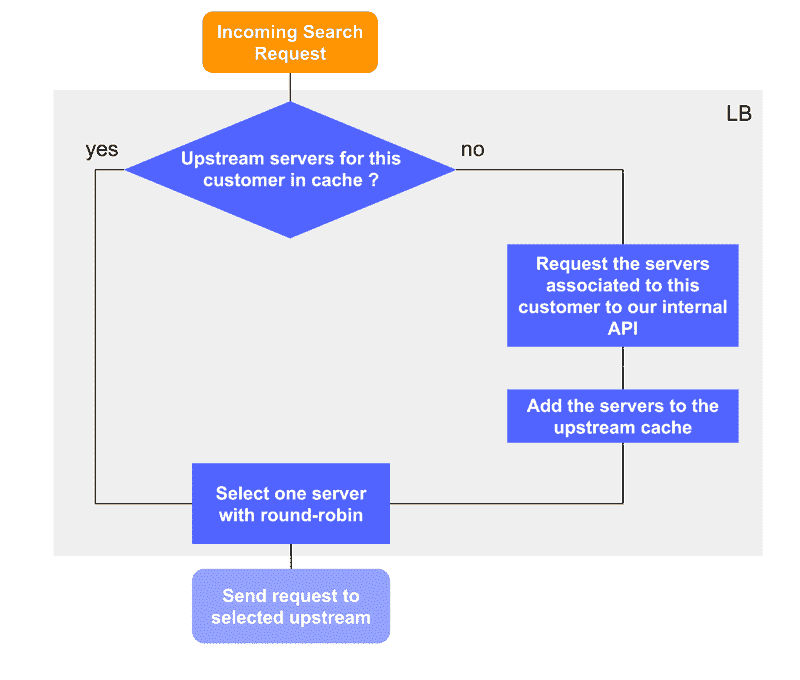 Incoming Search
Request
LB
yes
no
Upstream servers for this
customer in cache ?
Request the servers
associated to this
customer to our internal
API
Add the servers to the
upstream cache
Select one server
with round-robin
Send request to
selected upstream